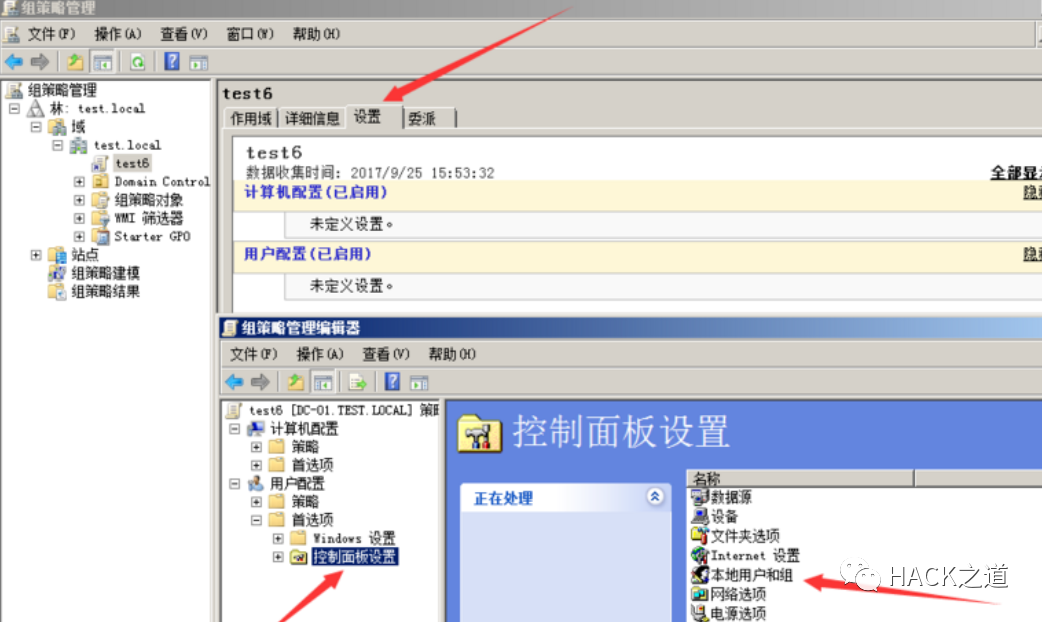 组策略管理
文件(F) 操作(A) 查看(V) 窗口(W) 帮助(H)
组策略管理
林: test.local
域
test.local
test6
Domain Control
组策略对象
WMI 筛选器
Starter GPO
站点
组策略建模
组策略结果
test6
作用域 详细信息 设置 委派
test6
数据收集时间: 2017/9/25 15:53:32
全部显
计算机配置(已启用)
隐
未定义设置。
用户配置(已启用)
隐
未定义设置。
组策略管理编辑器
文件(F) 操作(A) 查看(V) 帮助(H)
test6 [DC-01.TEST.LOCAL] 策略
计算机配置
策略
首选项
用户配置
策略
首选项
Windows 设置
控制面板设置
控制面板设置
正在处理
名称
数据源
设备
文件夹选项
Internet 设置
本地用户和组
网络选项
电源选项
HACK之道